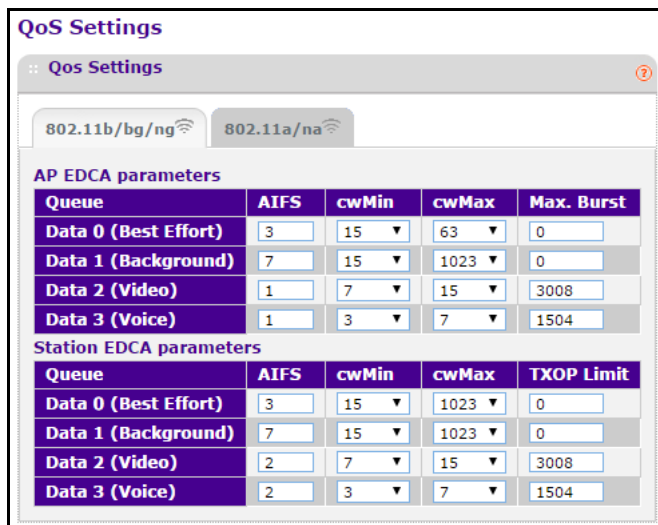 QoS Settings
:: Qos Settings ?
802.11b/bg/ng 802.11a/na
AP EDCA parameters
Queue AIFS cwMin cwMax Max. Burst
Data 0 (Best Effort) 3 15 63 0
Data 1 (Background) 7 15 1023 0
Data 2 (Video) 1 7 15 3008
Data 3 (Voice) 1 3 7 1504
Station EDCA parameters
Queue AIFS cwMin cwMax TXOP Limit
Data 0 (Best Effort) 3 15 1023 0
Data 1 (Background) 7 15 1023 0
Data 2 (Video) 2 7 15 3008
Data 3 (Voice) 2 3 7 1504